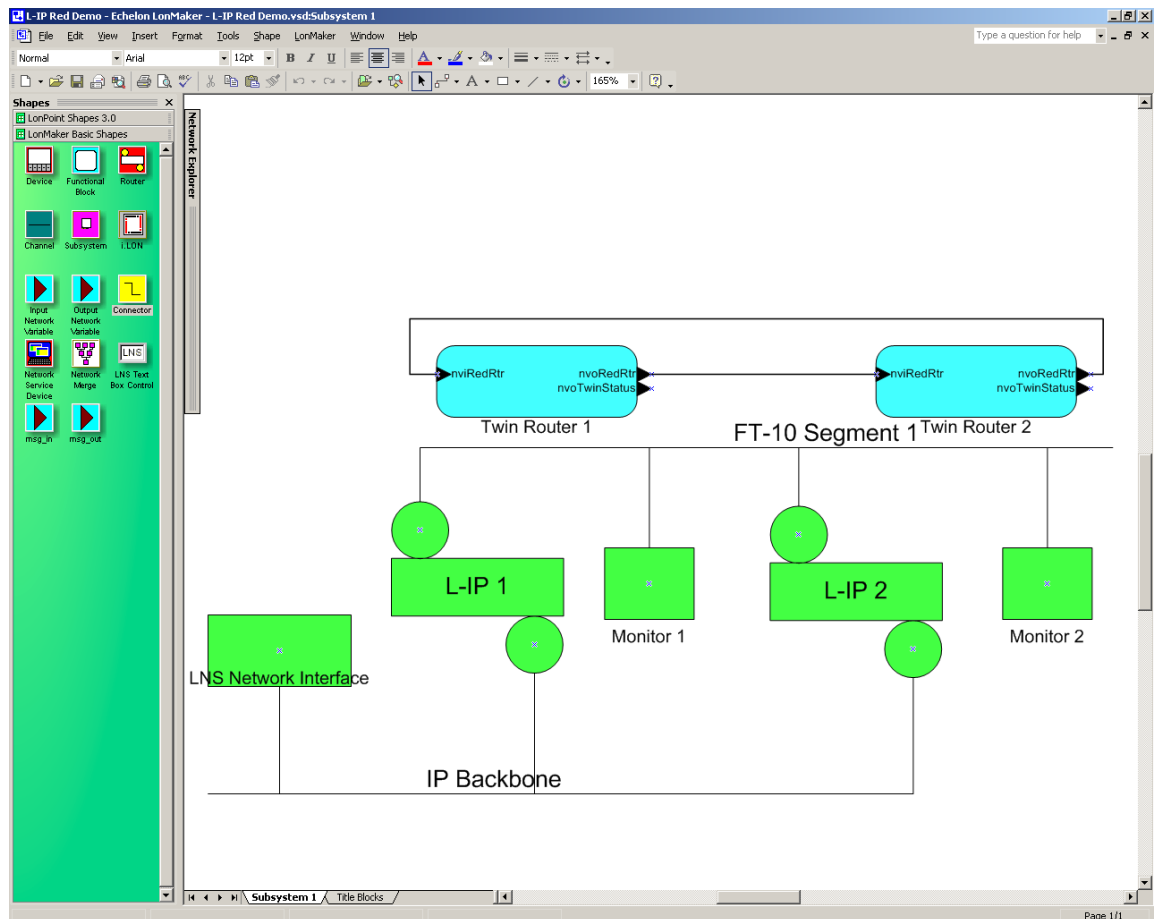 L-IP Red Demo - Echelon LonMaker - L-IP Red Demo.vsd:Subsystem 1
File Edit View Insert Format Tools Shape LonMaker Window Help
Type a question for help
Normal Arial 12pt B I U A
A 165%
Shapes
LonPoint Shapes 3.0
LonMaker Basic Shapes
Device Functional Block Router
Channel Subsystem i.LON
Input Network Variable Output Network Variable Connector
Network Service Device Network Merge LNS LNS Text Box Control
msg_in msg_out
Network Explorer
nviRedRtr nvoRedRtr nviRedRtr nvoRedRtr
nvoTwinStatus nvoTwinStatus
Twin Router 1 Twin Router 2
FT-10 Segment 1
L-IP 1 L-IP 2
Monitor 1 Monitor 2
LNS Network Interface
IP Backbone
Subsystem 1 Title Blocks
Page 1/1